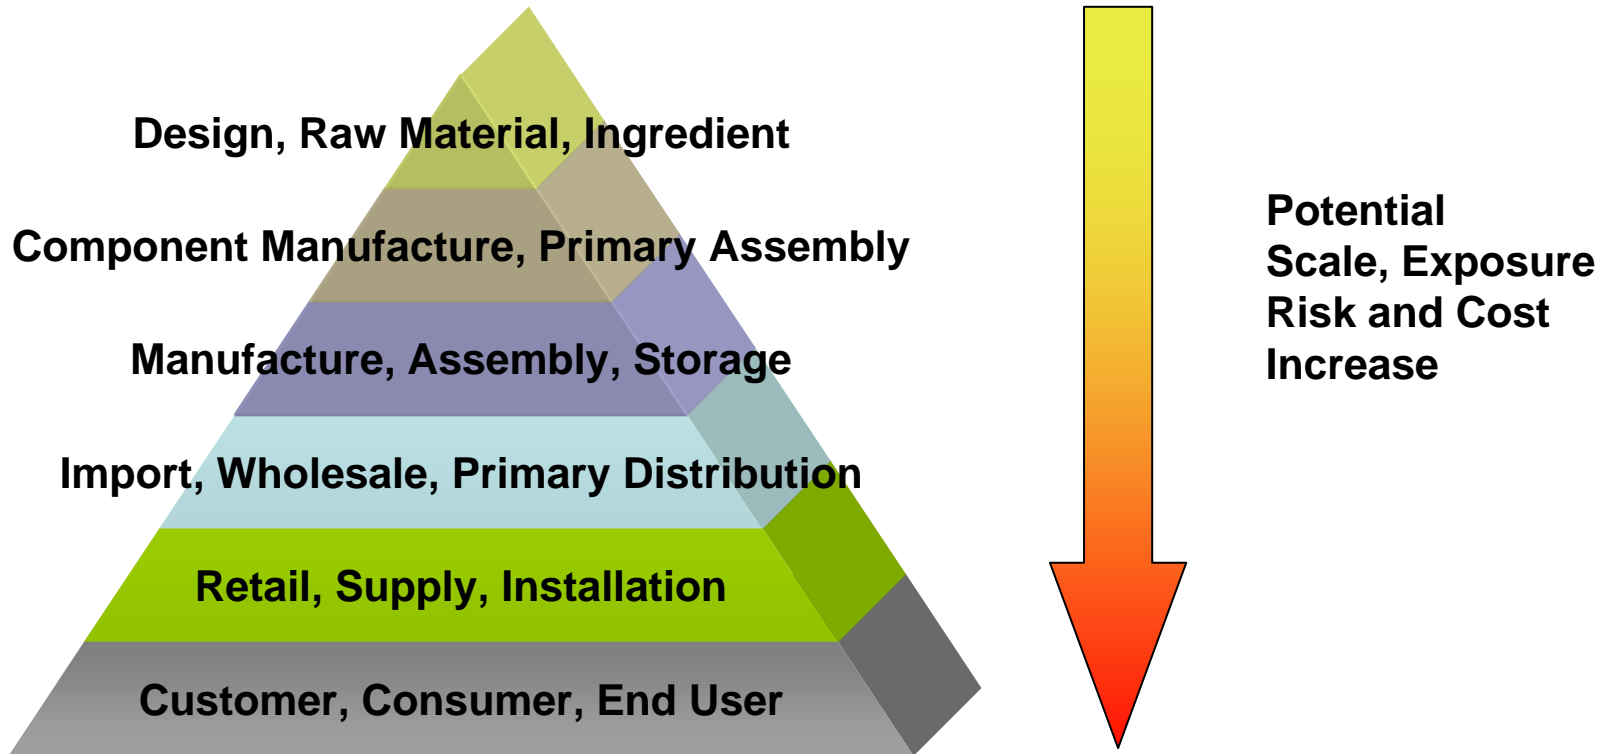 Design, Raw Material, Ingredient
Component Manufacture, Primary Assembly
Manufacture, Assembly, Storage
Import, Wholesale, Primary Distribution
Retail, Supply, Installation
Customer, Consumer, End User
Potential
Scale, Exposure
Risk and Cost
Increase